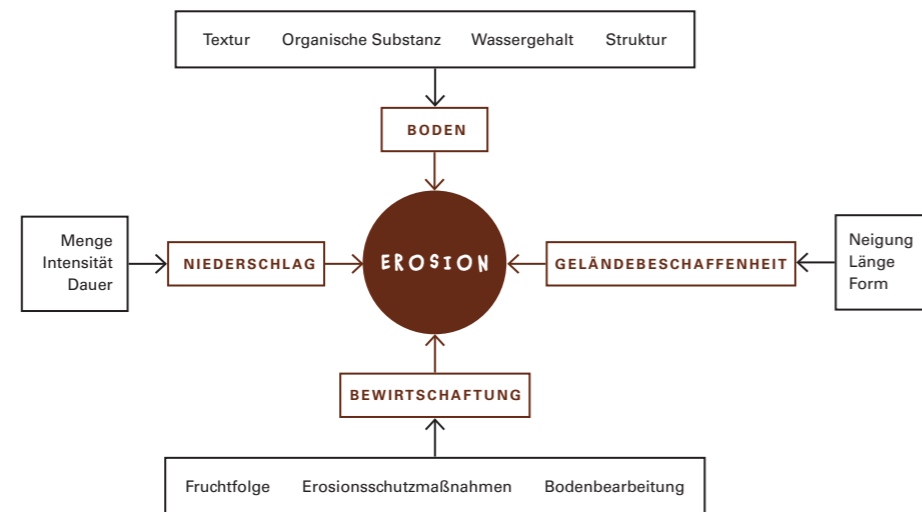 Textur Organische Substanz Wassergehalt Struktur
BODEN
Menge
Intensität
Dauer
NIEDERSCHLAG
EROSION
GELÄNDEBESCHAFFENHEIT
Neigung
Länge
Form
BEWIRTSCHAFTUNG
Fruchtfolge Erosionsschutzmaßnahmen Bodenbearbeitung